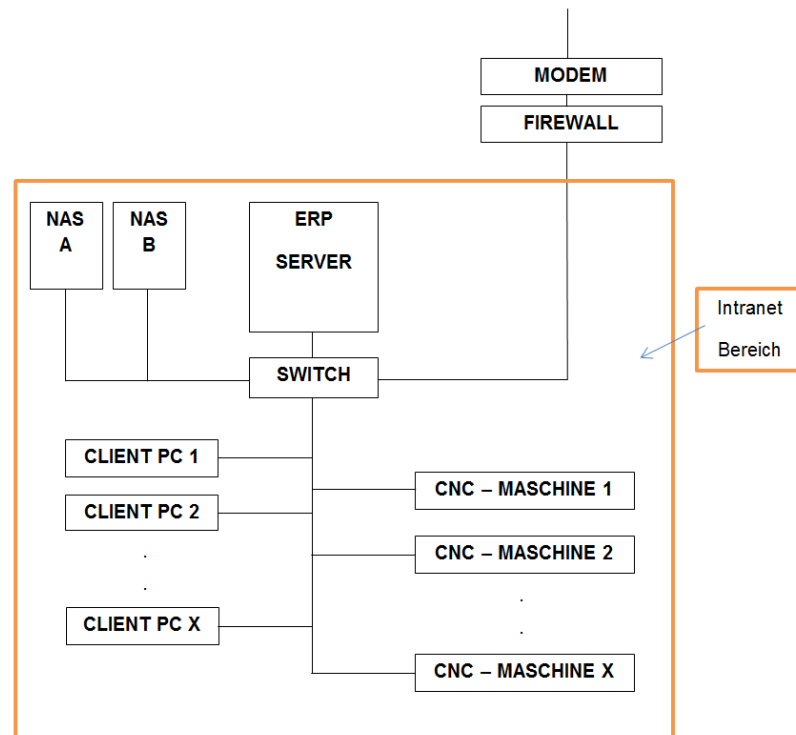 MODEM
FIREWALL
NAS
A
NAS
B
ERP
SERVER
Intranet
Bereich
SWITCH
CLIENT PC 1
CNC – MASCHINE 1
CLIENT PC 2
CNC – MASCHINE 2
.
.
.
.
CLIENT PC X
CNC – MASCHINE X